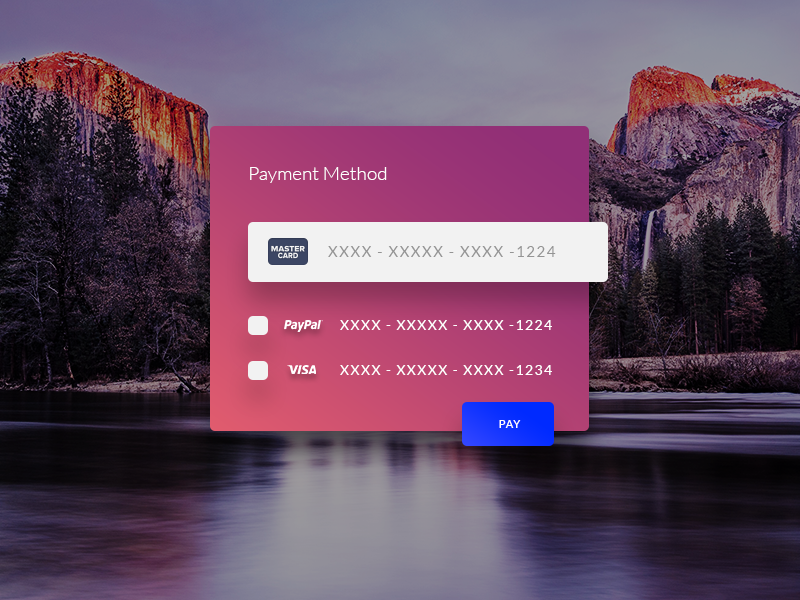 Payment Method
MASTER CARD XXXX - XXXXX - XXXX -1224
PayPal XXXX - XXXXX - XXXX -1224
VISA XXXX - XXXXX - XXXX -1234
PAY